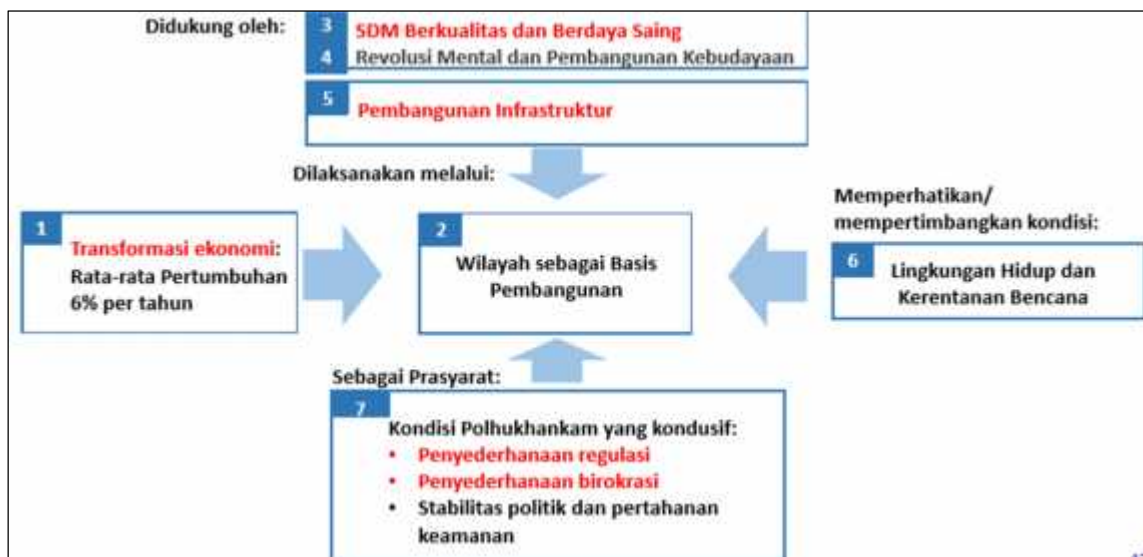 Didukung oleh:
3
SDM Berkualitas dan Berdaya Saing
4
Revolusi Mental dan Pembangunan Kebudayaan
5
Pembangunan Infrastruktur
Dilaksanakan melalui:
1
Transformasi ekonomi:
Rata-rata Pertumbuhan
6% per tahun
2
Wilayah sebagai Basis
Pembangunan
Memperhatikan/
mempertimbangkan kondisi:
6
Lingkungan Hidup dan
Kerentanan Bencana
Sebagai Prasyarat:
7
Kondisi Polhukhankam yang kondusif:
• Penyederhanaan regulasi
• Penyederhanaan birokrasi
• Stabilitas politik dan pertahanan
keamanan